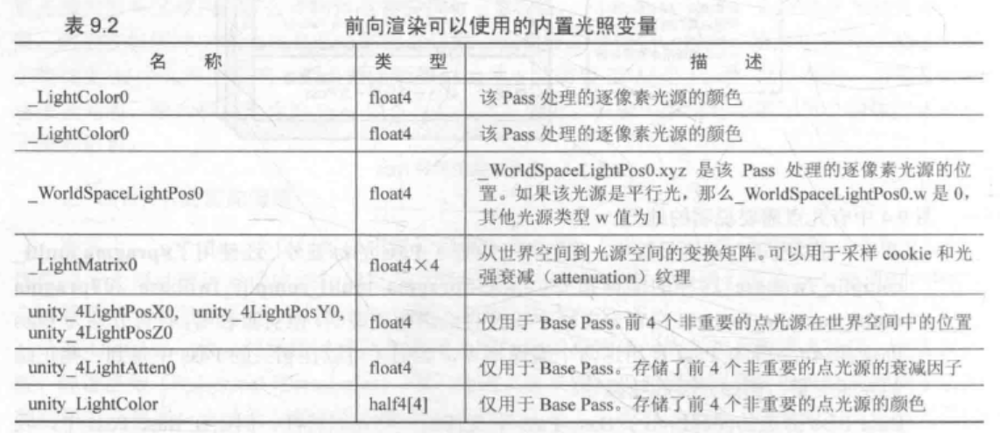 表 9.2 前向渲染可以使用的内置光照变量
名 称 类 型 描 述
_LightColor0 float4 该 Pass 处理的逐像素光源的颜色
_LightColor0 float4 该 Pass 处理的逐像素光源的颜色
_WorldSpaceLightPos0 float4 _WorldSpaceLightPos0.xyz 是该 Pass 处理的逐像素光源的位
置。如果该光源是平行光，那么_WorldSpaceLightPos0.w 是 0，
其他光源类型 w 值为 1
_LightMatrix0 float4×4 从世界空间到光源空间的变换矩阵。可以用于采样 cookie 和光
强衰减（attenuation）纹理
unity_4LightPosX0, unity_4LightPosY0,
unity_4LightPosZ0 float4 仅用于 Base Pass。前 4 个非重要的点光源在世界空间中的位置
unity_4LightAtten0 float4 仅用于 Base Pass。存储了前 4 个非重要的点光源的衰减因子
unity_LightColor half4[4] 仅用于 Base Pass。存储了前 4 个非重要的点光源的颜色